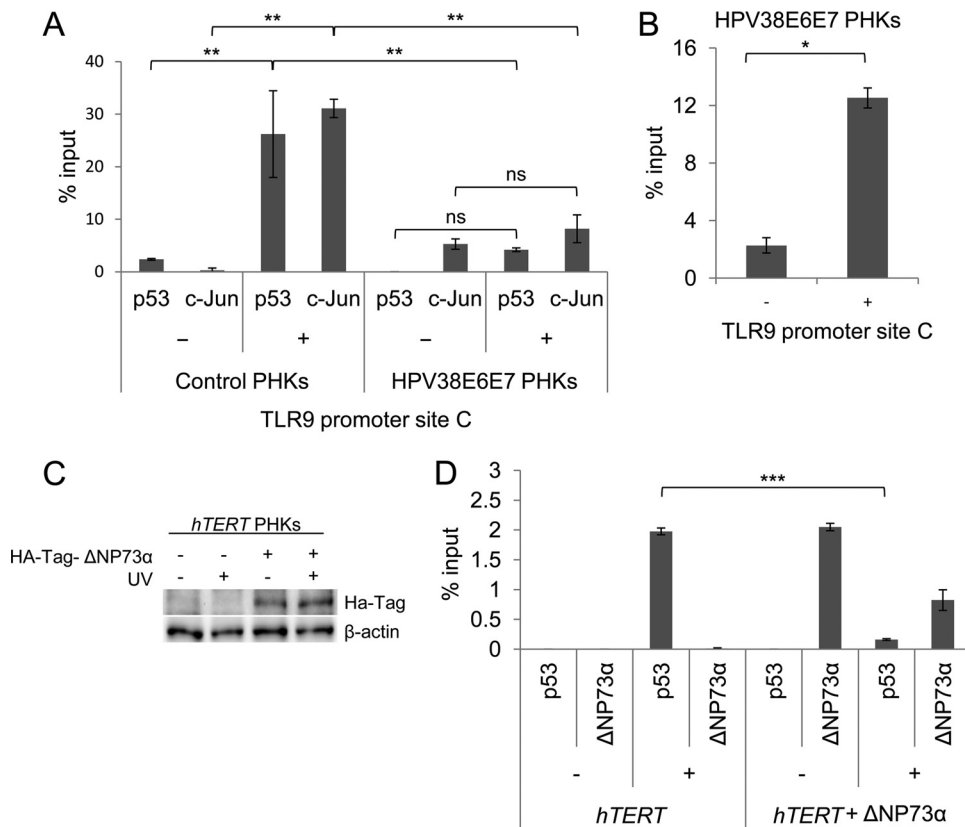 A
** **
** **
40
30
20
10
0
% input
ns
ns
p53 c-Jun p53 c-Jun p53 c-Jun p53 c-Jun
– + – +
Control PHKs HPV38E6E7 PHKs
TLR9 promoter site C
B
HPV38E6E7 PHKs
*
16
12
8
4
0
% input
- +
TLR9 promoter site C
C
hTERT PHKs
HA-Tag- ΔNP73α - - + +
UV - + - +
Ha-Tag
β-actin
D
***
3
2.5
2
1.5
1
0.5
0
% input
p53 ΔNP73α p53 ΔNP73α p53 ΔNP73α p53 ΔNP73α
- + - +
hTERT hTERT + ΔNP73α